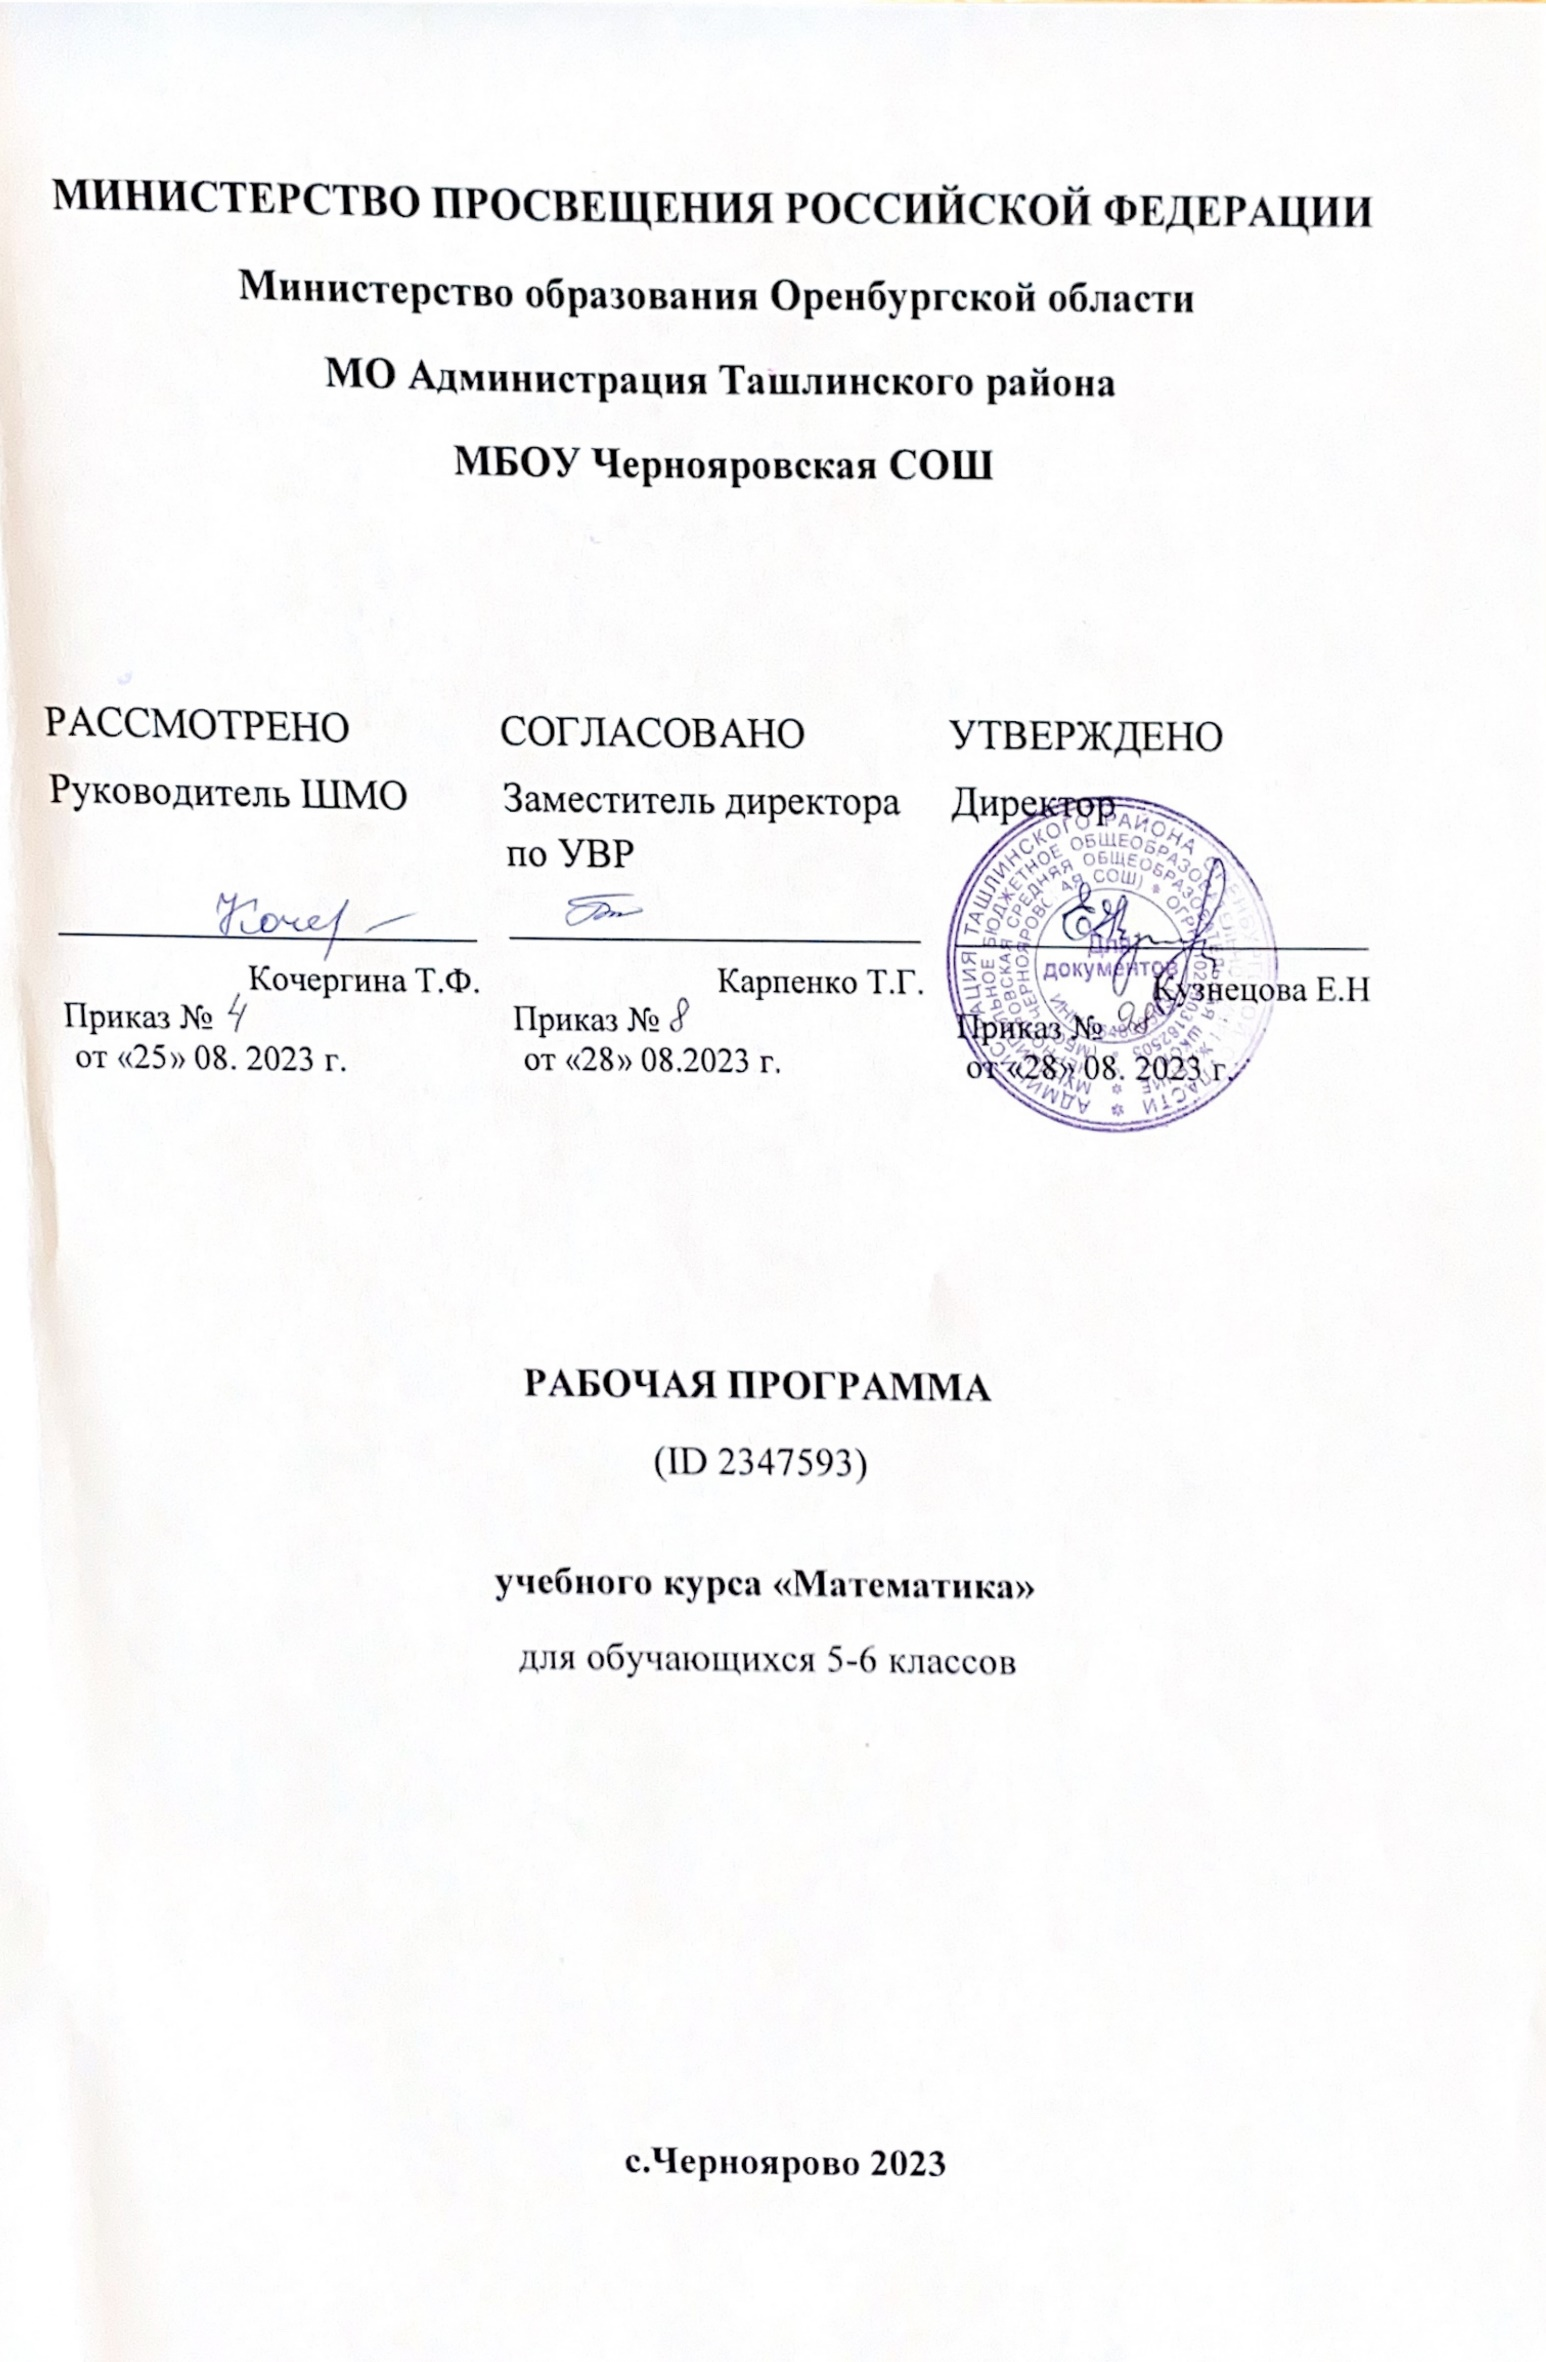 МИНИСТЕРСТВО ПРОСВЕЩЕНИЯ РОССИЙСКОЙ ФЕДЕРАЦИИ
Министерство образования Оренбургской области
МО Администрация Ташлинского района
МБОУ Чернояровская СОШ
РАССМОТРЕНО
Руководитель ШМО
Кочергина Т.Ф.
Приказ № 4
от «25» 08. 2023 г.
СОГЛАСОВАНО
Заместитель директора
по УВР
Карпенко Т.Г.
Приказ № 8
от «28» 08.2023 г.
УТВЕРЖДЕНО
Директор
для
документов
Кузнецова Е.Н
Приказ №
от «28» 08. 2023 г.
РАБОЧАЯ ПРОГРАММА
(ID 2347593)
учебного курса «Математика»
для обучающихся 5-6 классов
с.Черноярово 2023